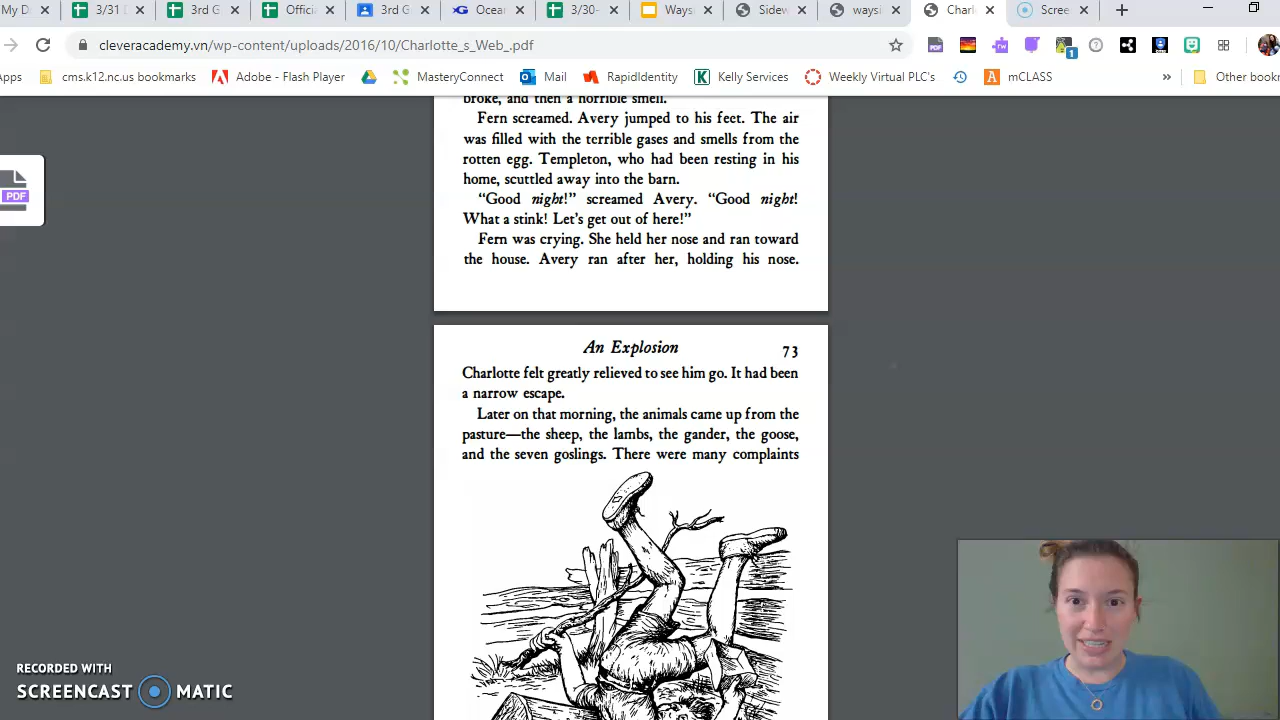 My D
3/31 D
3rd G
Offici
3rd G
Ocear
3/30-
Ways
Sidew
waysi
Charl
Scree
cleveracademy.vn/wp-content/uploads/2016/10/Charlotte_s_Web_.pdf
Apps
cms.k12.nc.us bookmarks
Adobe - Flash Player
MasteryConnect
Mail
RapidIdentity
Kelly Services
Weekly Virtual PLC's
mCLASS
»
Other bookr
broke, and then a horrible smell.
Fern screamed. Avery jumped to his feet. The air
was filled with the terrible gases and smells from the
rotten egg. Templeton, who had been resting in his
home, scuttled away into the barn.
“Good night!” screamed Avery. “Good night!
What a stink! Let’s get out of here!”
Fern was crying. She held her nose and ran toward
the house. Avery ran after her, holding his nose.
PDF
An Explosion 73
Charlotte felt greatly relieved to see him go. It had been
a narrow escape.
Later on that morning, the animals came up from the
pasture—the sheep, the lambs, the gander, the goose,
and the seven goslings. There were many complaints
RECORDED WITH
SCREENCAST MATIC